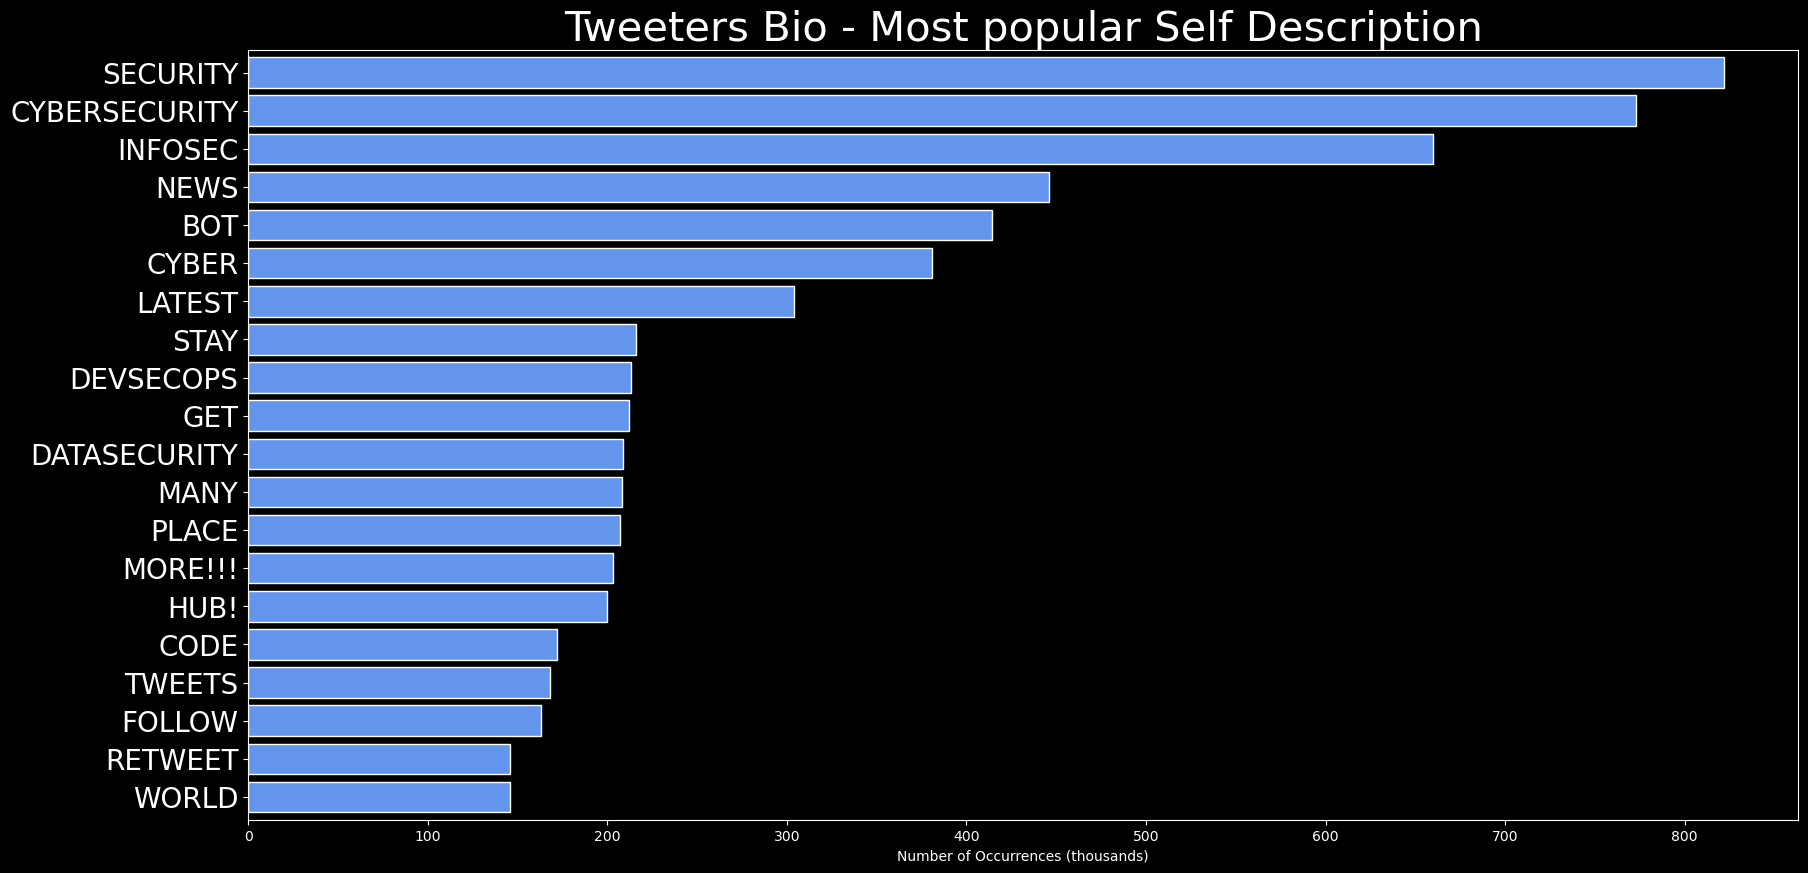 Tweeters Bio - Most popular Self Description
SECURITY
CYBERSECURITY
INFOSEC
NEWS
BOT
CYBER
LATEST
STAY
DEVSECOPS
GET
DATASECURITY
MANY
PLACE
MORE!!!
HUB!
CODE
TWEETS
FOLLOW
RETWEET
WORLD
0 100 200 300 400 500 600 700 800
Number of Occurrences (thousands)